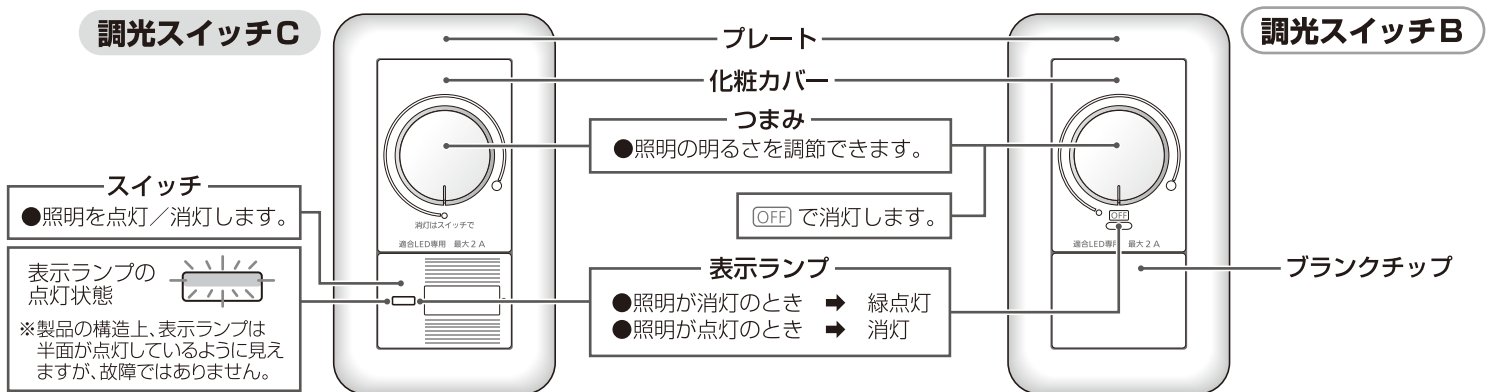 調光スイッチC
調光スイッチB
プレート
化粧カバー
つまみ
●照明の明るさを調節できます。
スイッチ
●照明を点灯／消灯します。
OFF で消灯します。
消灯はスイッチで
適合LED専用 最大2A
OFF
適合LED専用 最大2A
表示ランプの
点灯状態
※製品の構造上、表示ランプは
半面が点灯しているように見え
ますが、故障ではありません。
表示ランプ
●照明が消灯のとき ➡ 緑点灯
●照明が点灯のとき ➡ 消灯
ブランクチップ